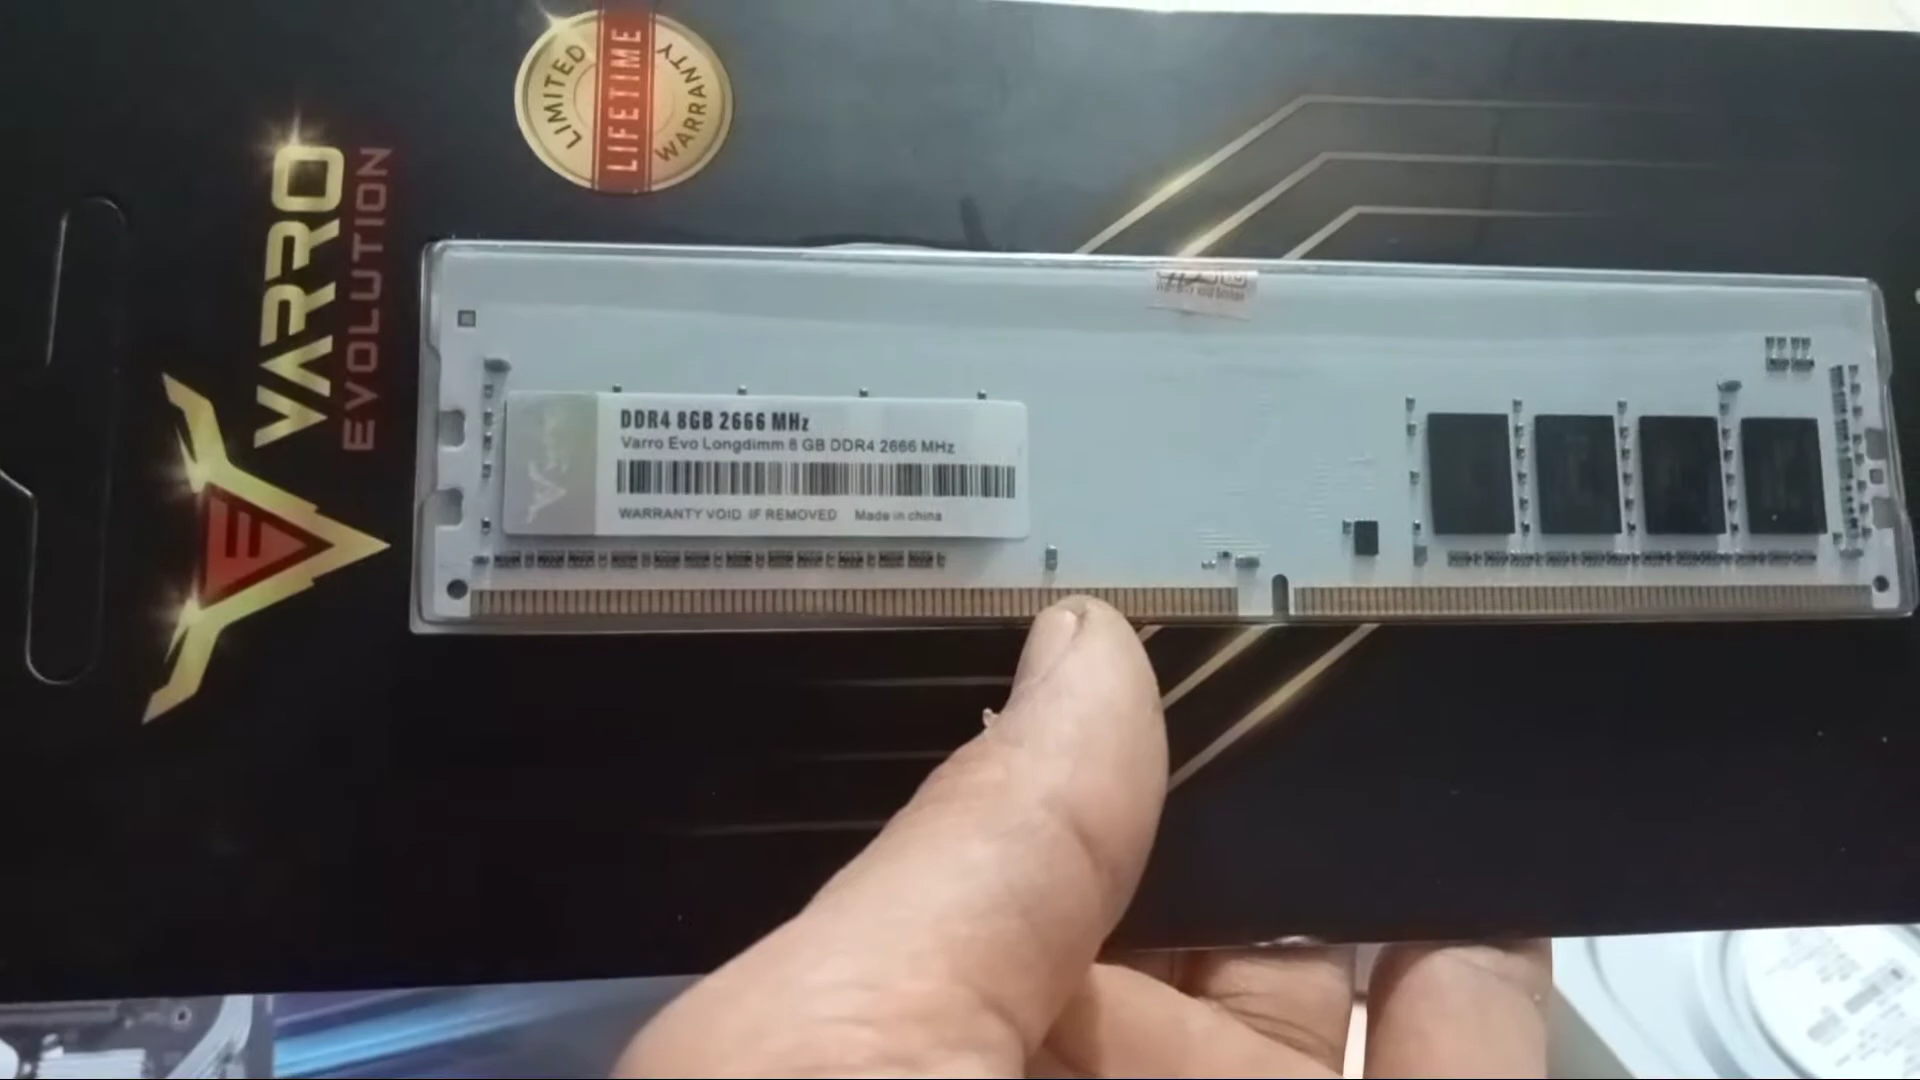 LIMITED
LIFETIME
WARRANTY
VARRO
EVOLUTION
DDR4 8GB 2666 MHz
Varro Evo Longdimm 8 GB DDR4 2666 MHz
WARRANTY VOID IF REMOVED Made in china